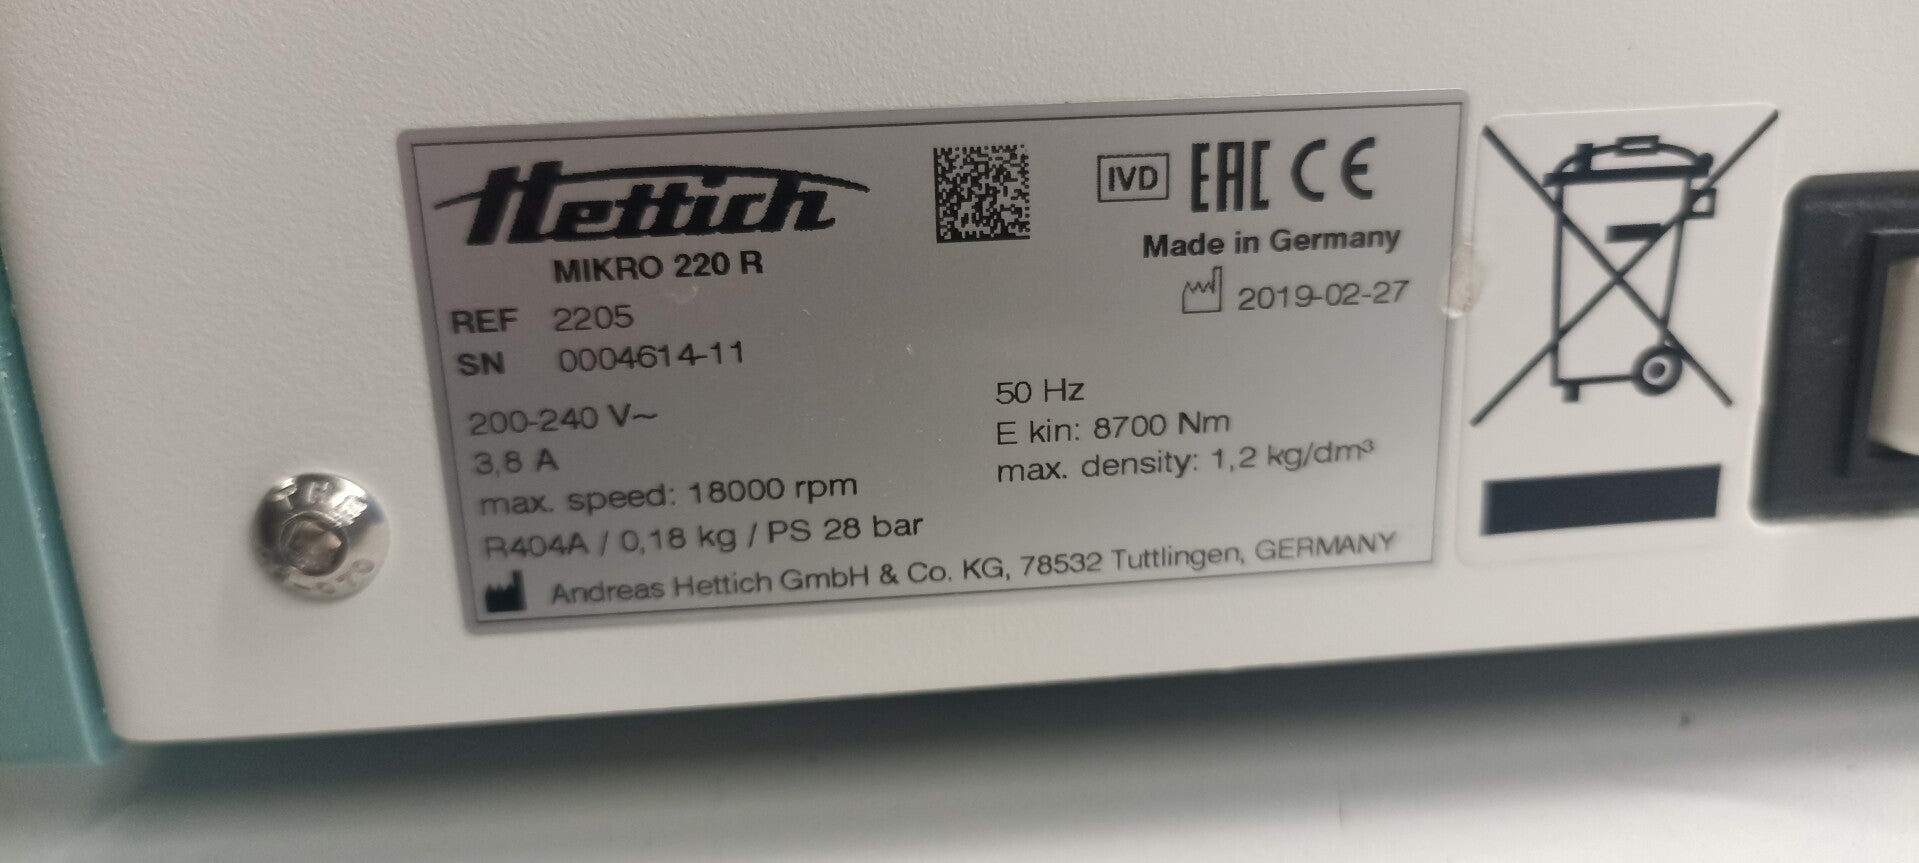 Hettich
MIKRO 220 R
IVD EAC CE
Made in Germany
2019-02-27
REF 2205
SN 0004614-11
200-240 V~
3,8 A
max. speed: 18000 rpm
R404A / 0,18 kg / PS 28 bar
50 Hz
E kin: 8700 Nm
max. density: 1,2 kg/dm³
Andreas Hettich GmbH & Co. KG, 78532 Tuttlingen, GERMANY